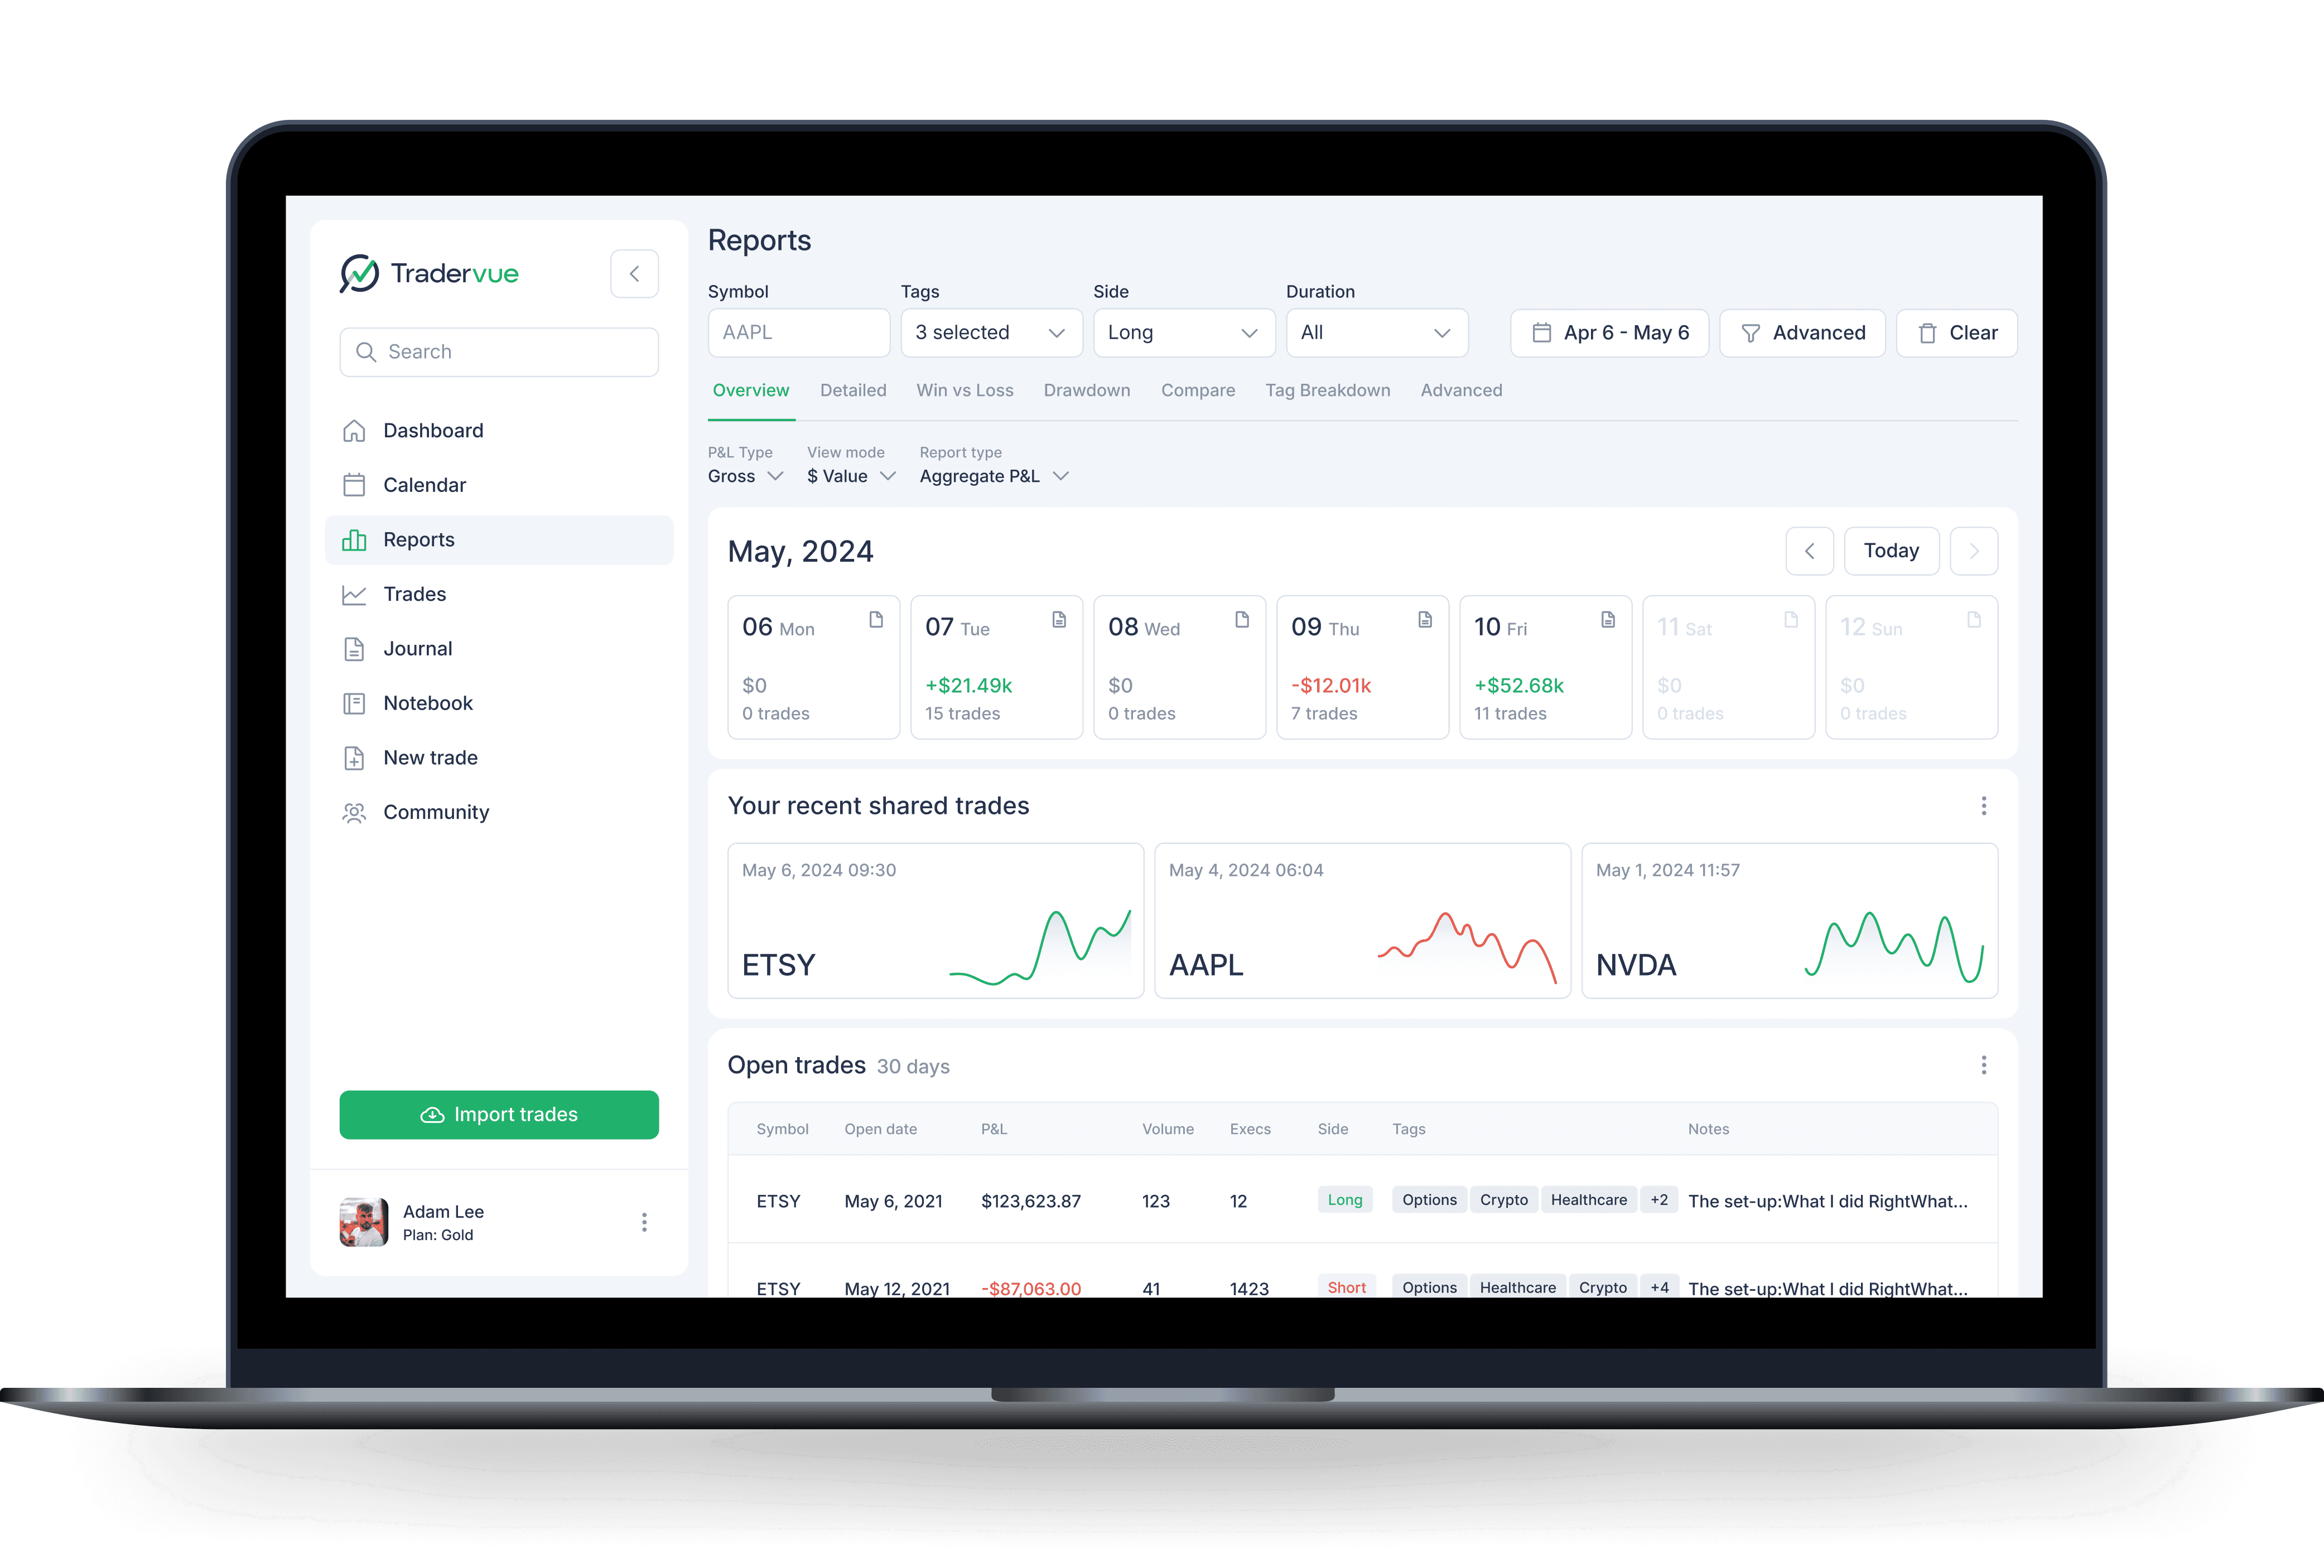 Tradervue
Search
Dashboard
Calendar
Reports
Trades
Journal
Notebook
New trade
Community
Import trades
Adam Lee
Plan: Gold
Reports
Symbol Tags Side Duration
AAPL 3 selected Long All Apr 6 - May 6 Advanced Clear
Overview Detailed Win vs Loss Drawdown Compare Tag Breakdown Advanced
P&L Type View mode Report type
Gross $ Value Aggregate P&L
May, 2024 Today
06 Mon 07 Tue 08 Wed 09 Thu 10 Fri 11 Sat 12 Sun
$0 +$21.49k $0 -$12.01k +$52.68k $0 $0
0 trades 15 trades 0 trades 7 trades 11 trades 0 trades 0 trades
Your recent shared trades
May 6, 2024 09:30 May 4, 2024 06:04 May 1, 2024 11:57
ETSY AAPL NVDA
Open trades 30 days
Symbol Open date P&L Volume Execs Side Tags Notes
ETSY May 6, 2021 $123,623.87 123 12 Long Options Crypto Healthcare +2 The set-up:What I did RightWhat...
ETSY May 12, 2021 -$87,063.00 41 1423 Short Options Healthcare Crypto +4 The set-up:What I did RightWhat...